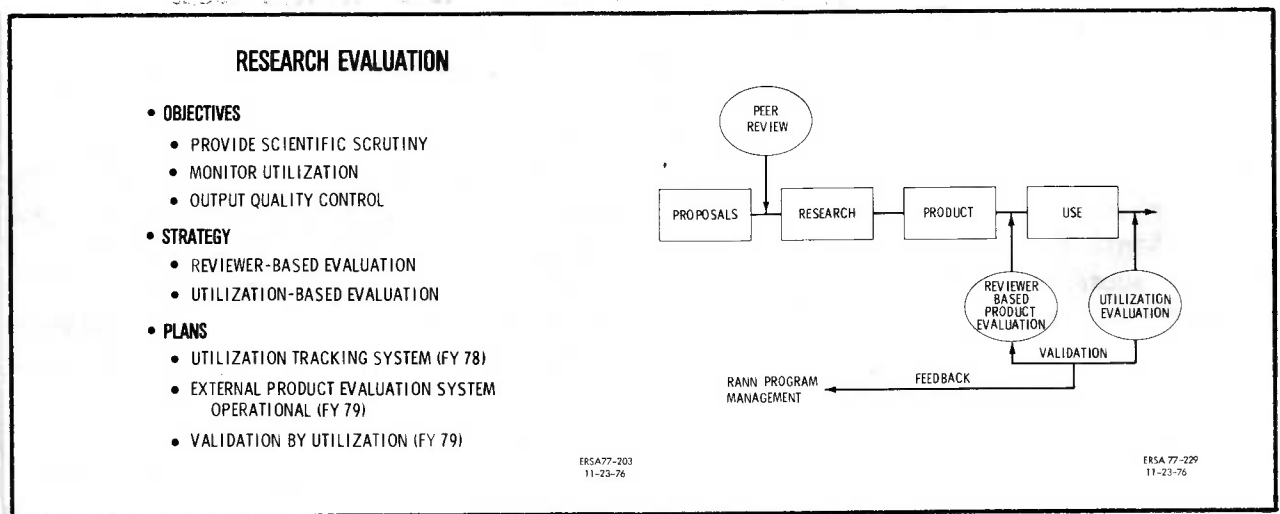 RESEARCH EVALUATION
• OBJECTIVES
• PROVIDE SCIENTIFIC SCRUTINY
• MONITOR UTILIZATION
• OUTPUT QUALITY CONTROL
• STRATEGY
• REVIEWER-BASED EVALUATION
• UTILIZATION-BASED EVALUATION
• PLANS
• UTILIZATION TRACKING SYSTEM (FY 78)
• EXTERNAL PRODUCT EVALUATION SYSTEM
OPERATIONAL (FY 79)
• VALIDATION BY UTILIZATION (FY 79)
ERSA77-203
11-23-76
PEER
REVIEW
PROPOSALS
RESEARCH
PRODUCT
USE
REVIEWER
BASED
PRODUCT
EVALUATION
UTILIZATION
EVALUATION
VALIDATION
FEEDBACK
RANN PROGRAM
MANAGEMENT
ERSA 77-229
11-23-76